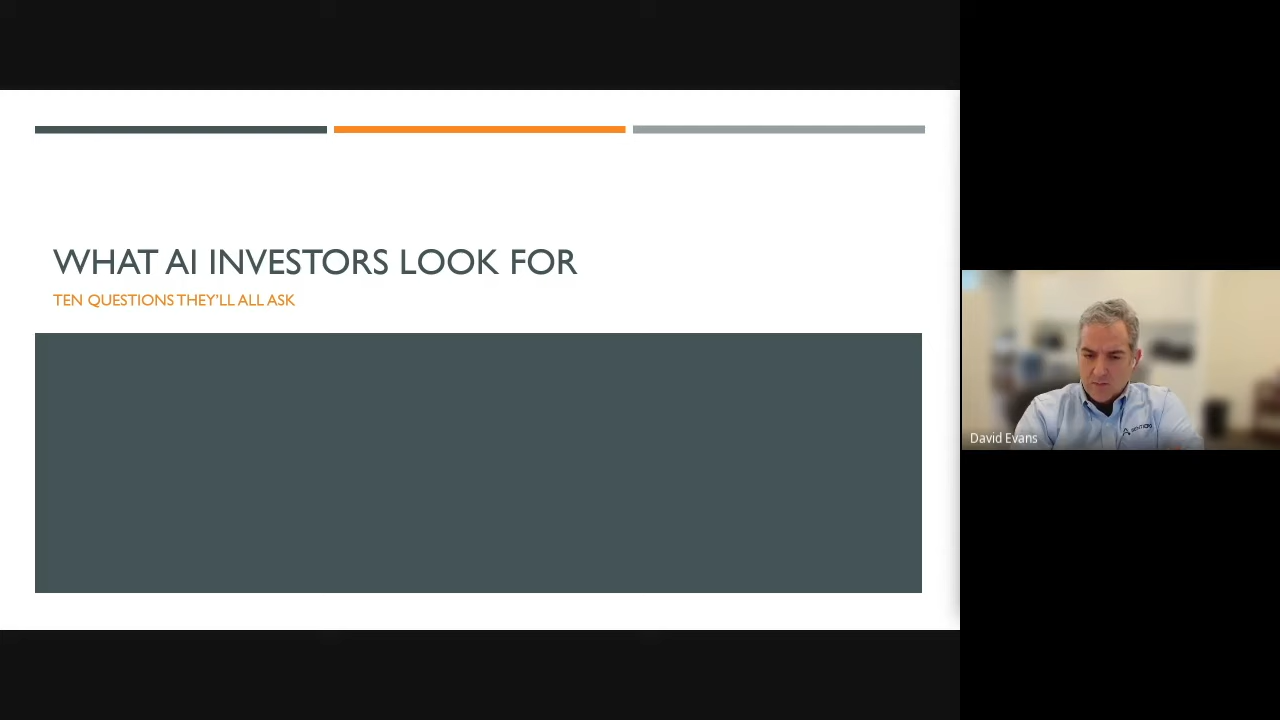 WHAT AI INVESTORS LOOK FOR
TEN QUESTIONS THEY'LL ALL ASK
David Evans